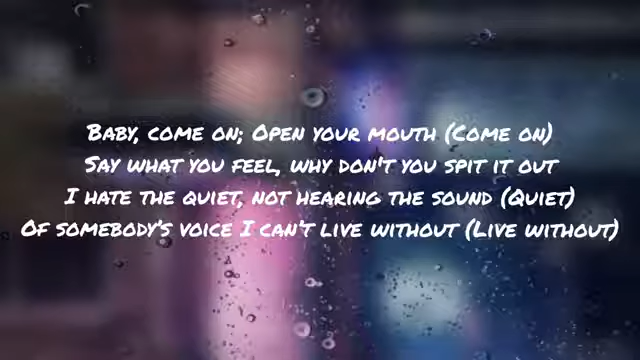 Baby, come on; Open your mouth (Come on)
Say what you feel, why don't you spit it out
I hate the quiet, not hearing the sound (Quiet)
Of somebody's voice I can't live without (Live without)